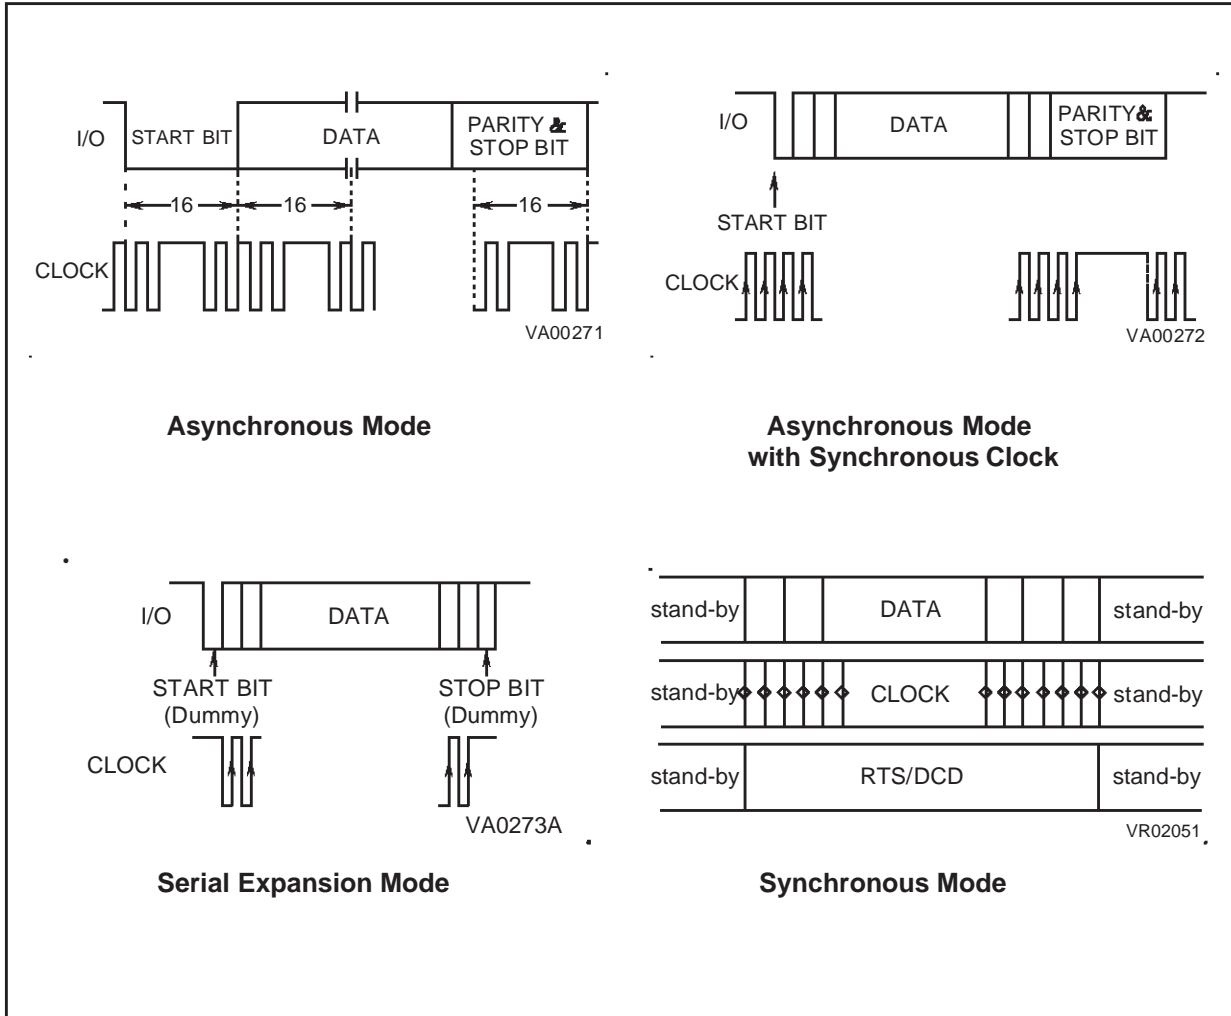 I/O
START BIT
DATA
PARITY &
STOP BIT
16
16
16
CLOCK
VA00271
Asynchronous Mode
I/O
DATA
PARITY&
STOP BIT
START BIT
CLOCK
VA00272
Asynchronous Mode
with Synchronous Clock
I/O
DATA
START BIT
(Dummy)
STOP BIT
(Dummy)
CLOCK
VA0273A
Serial Expansion Mode
stand-by
DATA
stand-by
stand-by
CLOCK
stand-by
stand-by
RTS/DCD
stand-by
VR02051
Synchronous Mode